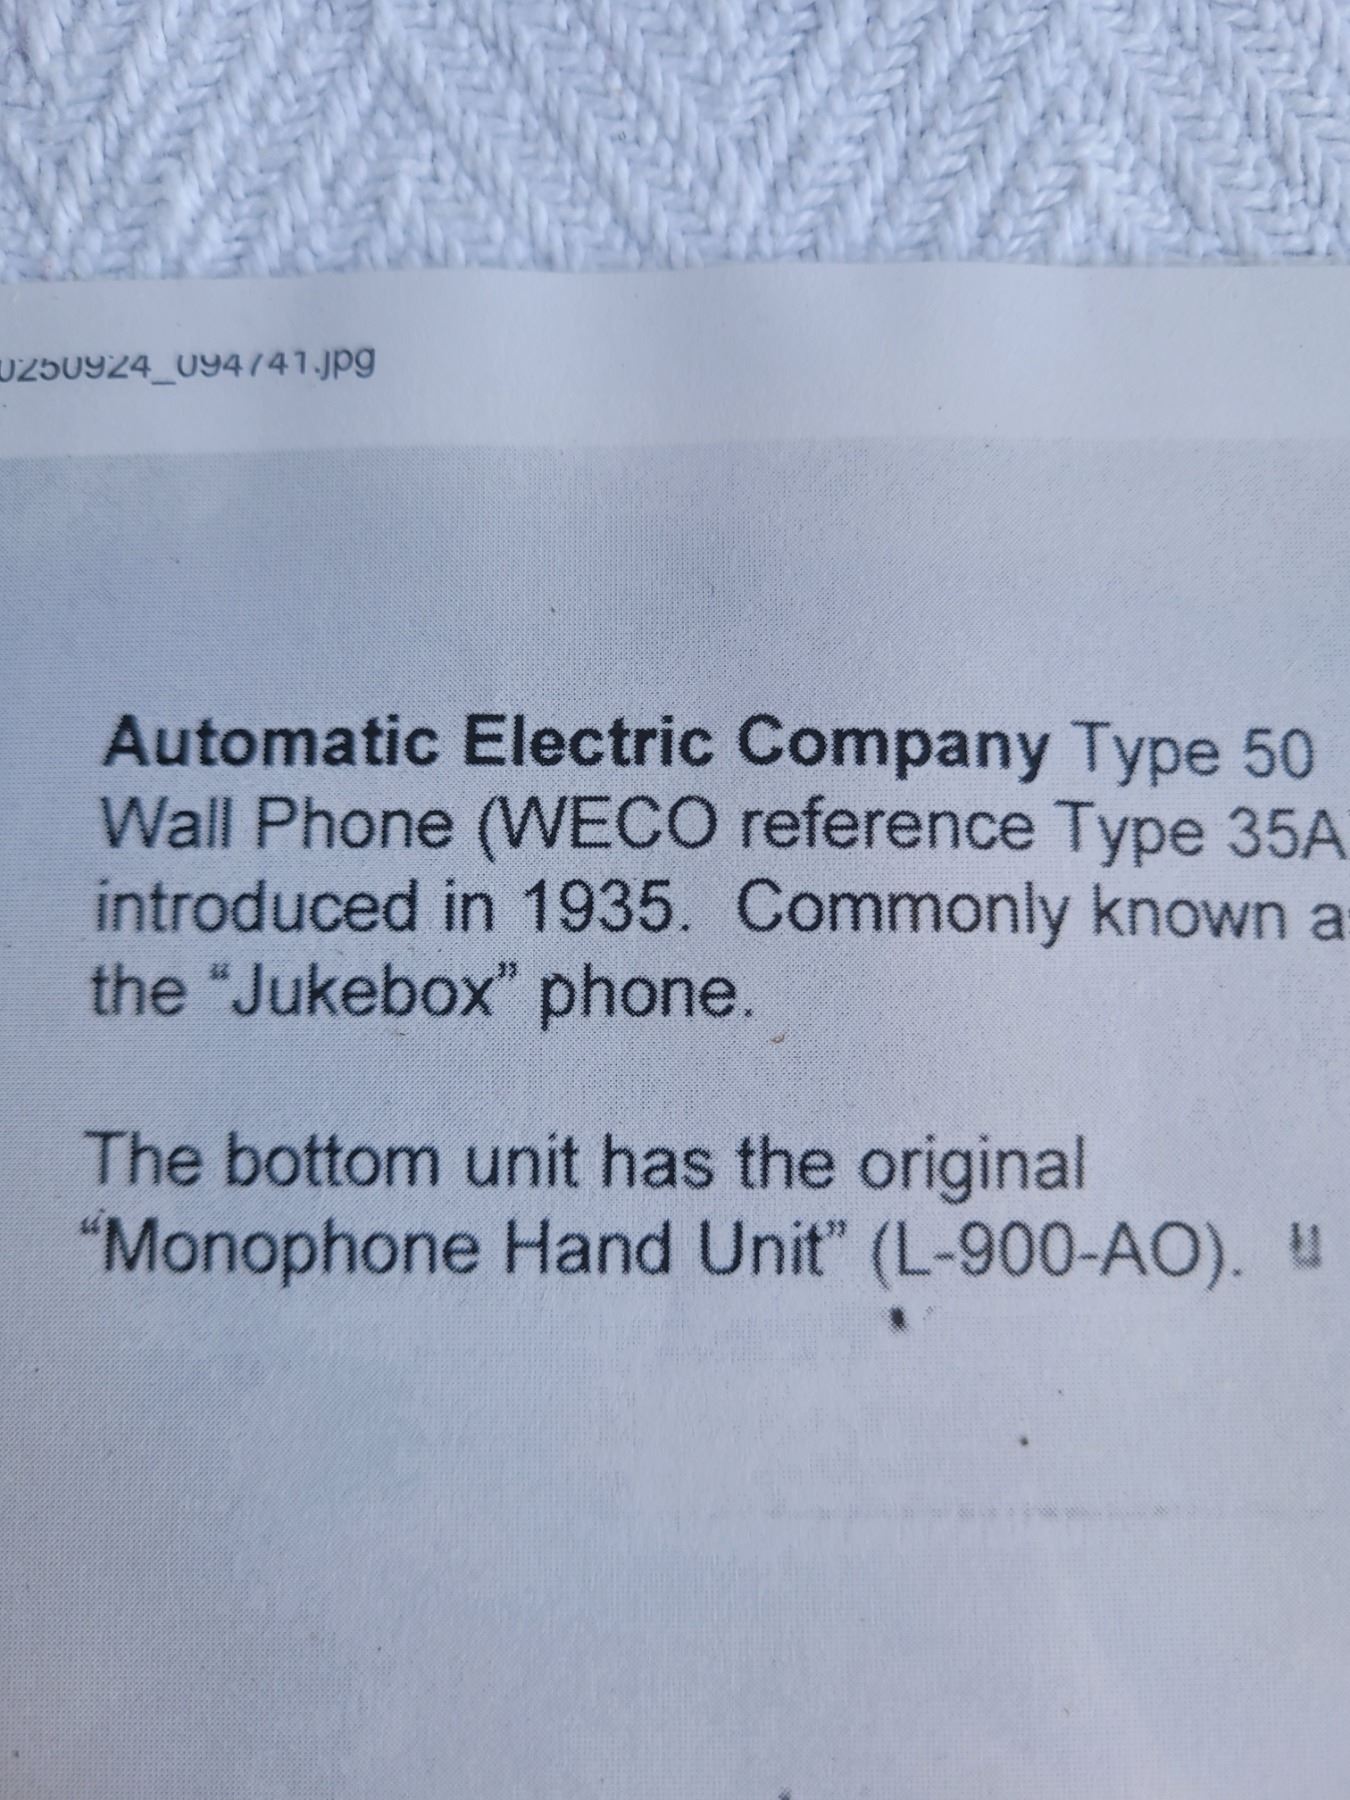 0250924_094741.jpg
Automatic Electric Company Type 50
Wall Phone (WECO reference Type 35A
introduced in 1935. Commonly known as
the “Jukebox” phone.
The bottom unit has the original
“Monophone Hand Unit” (L-900-AO).